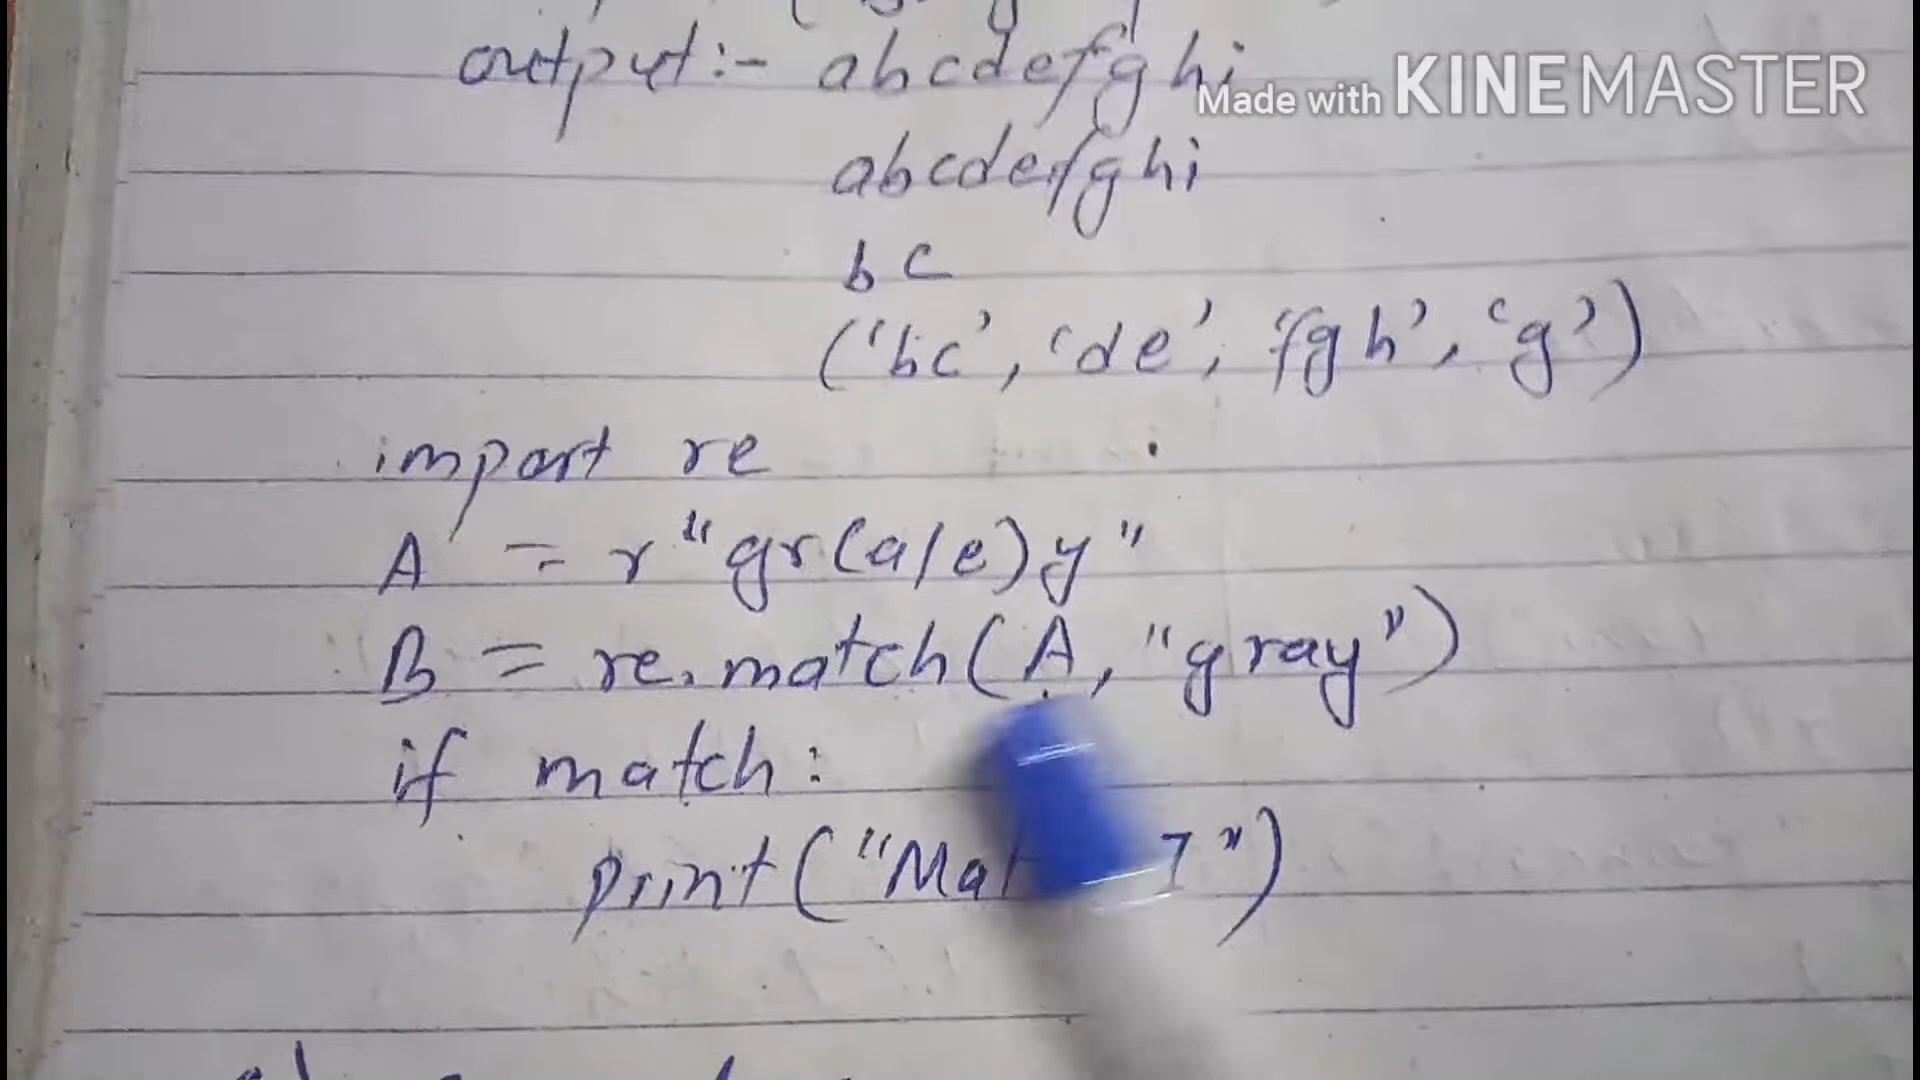 output:- abcdefghi
Made with KINEMASTER
abcdefghi
bc
('bc', 'de', 'fgh', 'g')
import re
A = r"gr(a/e)y"
B = re.match(A, "gray")
if match:
print("Mat